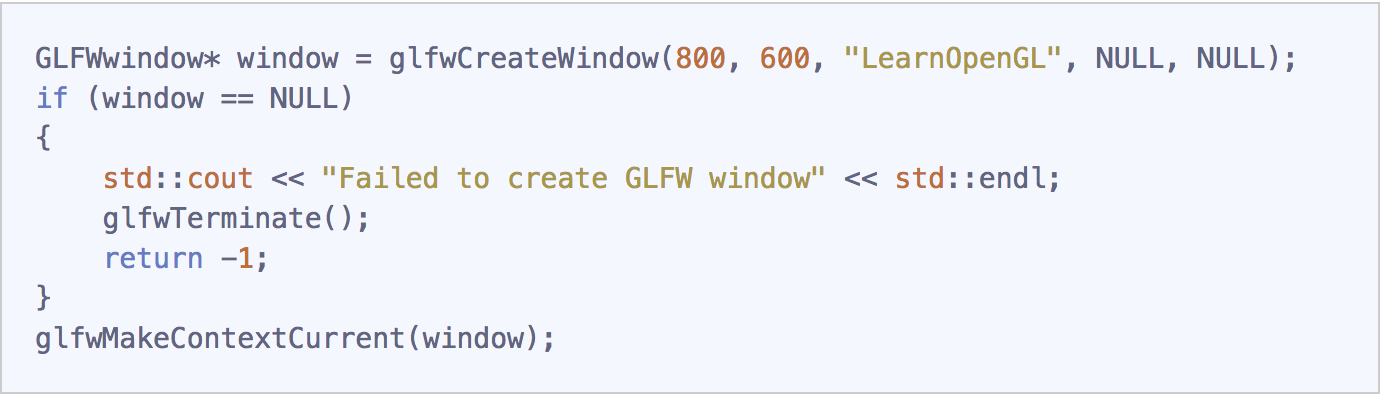 GLFWwindow* window = glfwCreateWindow(800, 600, "LearnOpenGL", NULL, NULL);
if (window == NULL)
{
    std::cout << "Failed to create GLFW window" << std::endl;
    glfwTerminate();
    return -1;
}
glfwMakeContextCurrent(window);